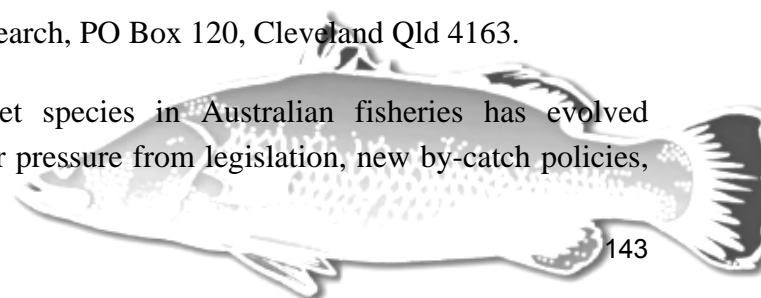 earch, PO Box 120, Cleveland Qld 4163.
et species in Australian fisheries has evolved
r pressure from legislation, new by-catch policies,
143